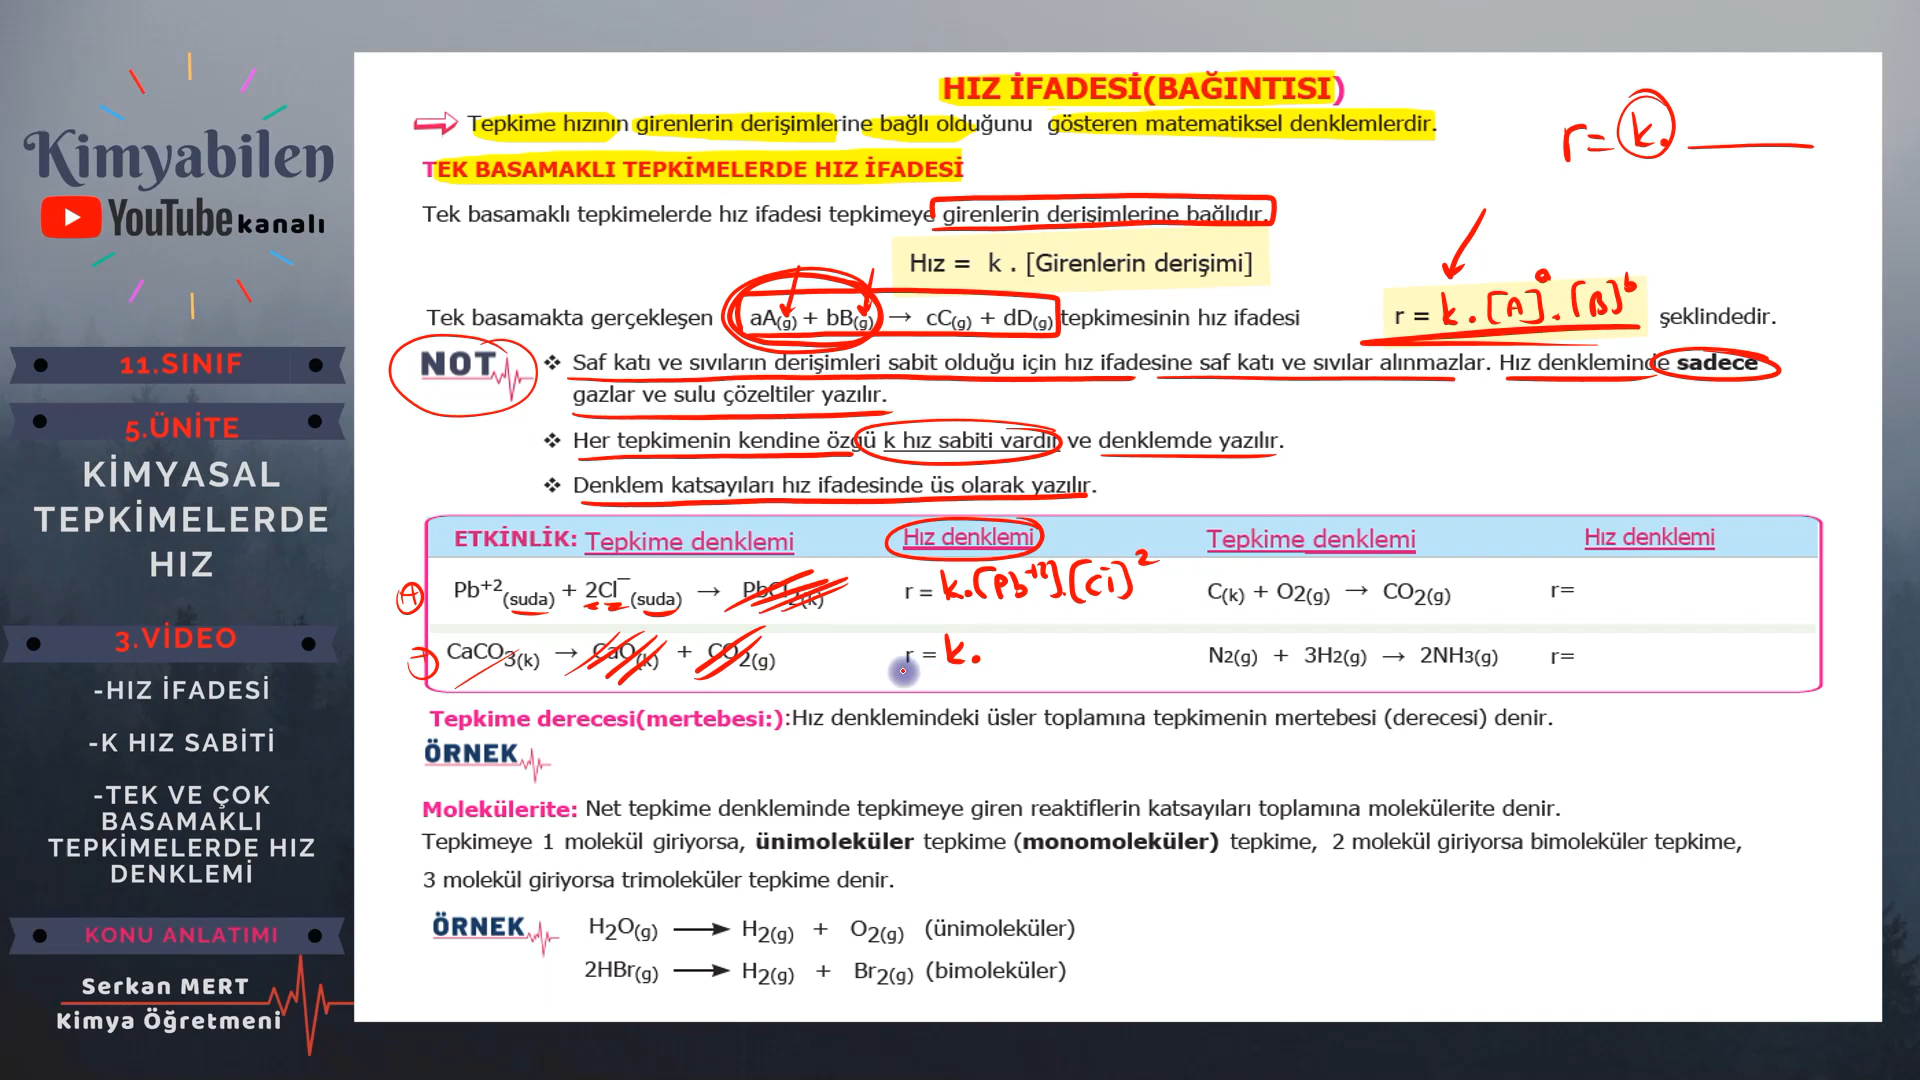 Kimyabilen
YouTube kanalı
11.SINIF
5.ÜNİTE
KİMYASAL
TEPKİMELERDE
HIZ
3.VİDEO
-HIZ İFADESİ
-K HIZ SABİTİ
-TEK VE ÇOK
BASAMAKLI
TEPKİMELERDE HIZ
DENKLEMİ
KONU ANLATIMI
Serkan MERT
Kimya Öğretmeni
HIZ İFADESİ(BAĞINTISI)
Tepkime hızının girenlerin derişimlerine bağlı olduğunu gösteren matematiksel denklemlerdir.
r= k.
TEK BASAMAKLI TEPKİMELERDE HIZ İFADESİ
Tek basamaklı tepkimelerde hız ifadesi tepkimeye girenlerin derişimlerine bağlıdır.
Hız = k . [Girenlerin derişimi]
Tek basamakta gerçekleşen aA(g) + bB(g) → cC(g) + dD(g) tepkimesinin hız ifadesi r = k.[A]ᵃ.[B]ᵇ şeklindedir.
NOT
❖ Saf katı ve sıvıların derişimleri sabit olduğu için hız ifadesine saf katı ve sıvılar alınmazlar. Hız denkleminde sadece
gazlar ve sulu çözeltiler yazılır.
❖ Her tepkimenin kendine özgü k hız sabiti vardır ve denklemde yazılır.
❖ Denklem katsayıları hız ifadesinde üs olarak yazılır.
ETKİNLİK: Tepkime denklemi Hız denklemi Tepkime denklemi Hız denklemi
Pb⁺²(suda) + 2Cl⁻(suda) → PbCl₂(k) r = k.[Pb⁺²].[Cl⁻]² C(k) + O2(g) → CO2(g) r=
CaCO₃(k) → CaO(k) + CO₂(g) r = k. N2(g) + 3H2(g) → 2NH3(g) r=
Tepkime derecesi(mertebesi:):Hız denklemindeki üsler toplamına tepkimenin mertebesi (derecesi) denir.
ÖRNEK
Molekülerite: Net tepkime denkleminde tepkimeye giren reaktiflerin katsayıları toplamına molekülerite denir.
Tepkimeye 1 molekül giriyorsa, ünimoleküler tepkime (monomoleküler) tepkime, 2 molekül giriyorsa bimoleküler tepkime,
3 molekül giriyorsa trimoleküler tepkime denir.
ÖRNEK H₂O(g) → H₂(g) + O₂(g) (ünimoleküler)
2HBr(g) → H₂(g) + Br₂(g) (bimoleküler)